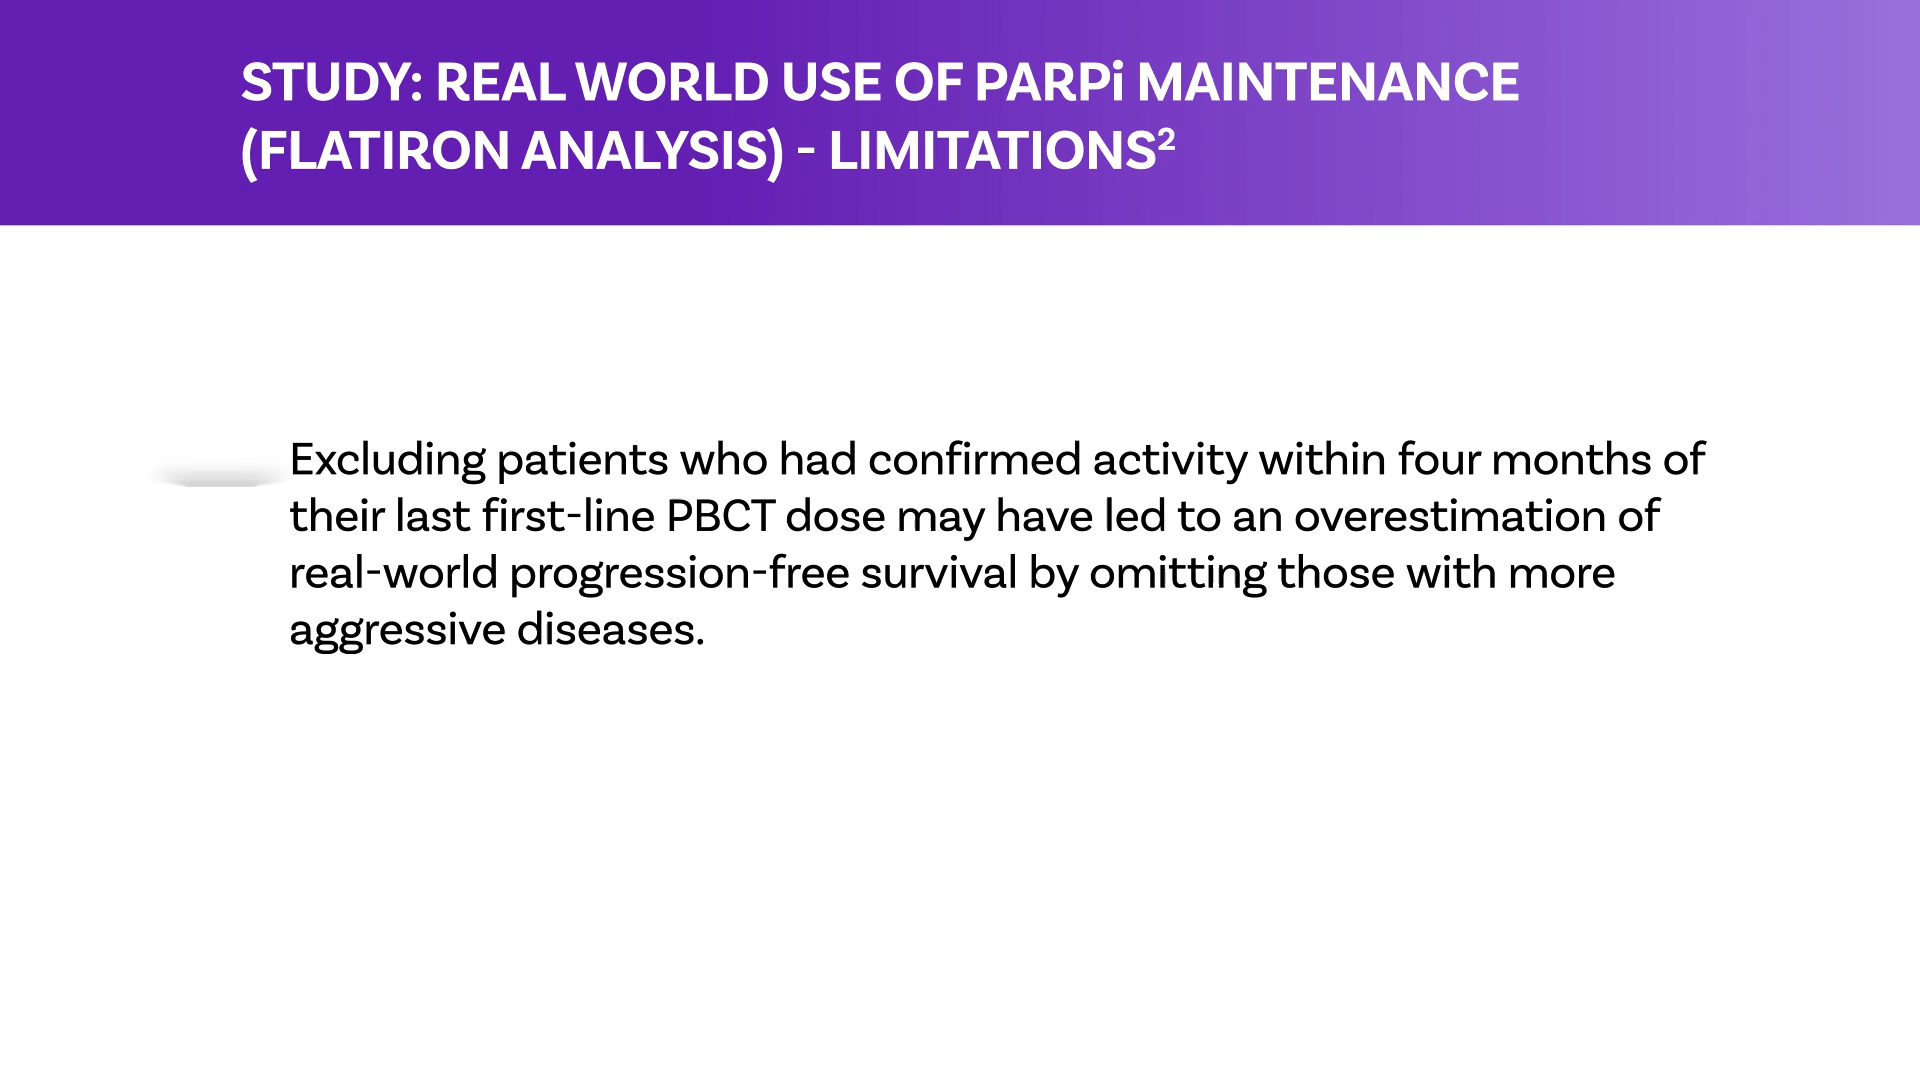 STUDY: REAL WORLD USE OF PARPi MAINTENANCE
(FLATIRON ANALYSIS) - LIMITATIONS²
Excluding patients who had confirmed activity within four months of
their last first-line PBCT dose may have led to an overestimation of
real-world progression-free survival by omitting those with more
aggressive diseases.